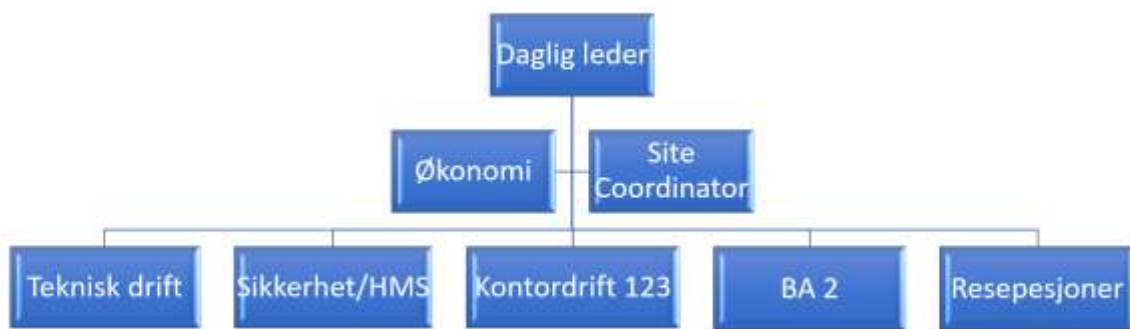 Daglig leder
Økonomi
Site
Coordinator
Teknisk drift
Sikkerhet/HMS
Kontordrift 123
BA 2
Resepesjoner